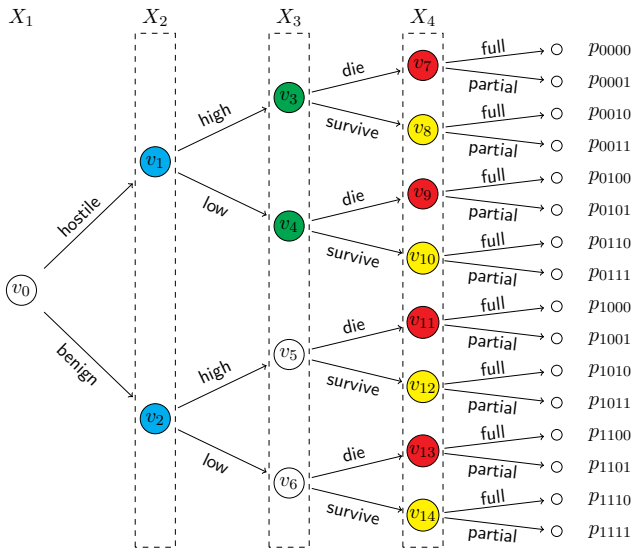 X₁ X₂ X₃ X₄
full
v₇
p₀₀₀₀
die
partial
p₀₀₀₁
v₃
high
full
p₀₀₁₀
survive
v₈
partial
p₀₀₁₁
v₁
full
p₀₁₀₀
die
v₉
low
partial
p₀₁₀₁
hostile
v₄
full
p₀₁₁₀
survive
v₁₀
partial
p₀₁₁₁
v₀
full
p₁₀₀₀
die
v₁₁
partial
p₁₀₀₁
benign
high
v₅
full
p₁₀₁₀
survive
v₁₂
partial
p₁₀₁₁
v₂
full
p₁₁₀₀
die
v₁₃
low
partial
p₁₁₀₁
v₆
full
p₁₁₁₀
survive
v₁₄
partial
p₁₁₁₁